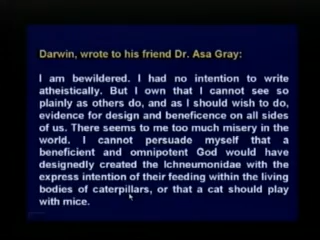 Darwin, wrote to his friend Dr. Asa Gray:
I am bewildered. I had no intention to write
atheistically. But I own that I cannot see so
plainly as others do, and as I should wish to do,
evidence for design and beneficence on all sides
of us. There seems to me too much misery in the
world. I cannot persuade myself that a
beneficent and omnipotent God would have
designedly created the Ichneumonidae with the
express intention of their feeding within the living
bodies of caterpillars, or that a cat should play
with mice.